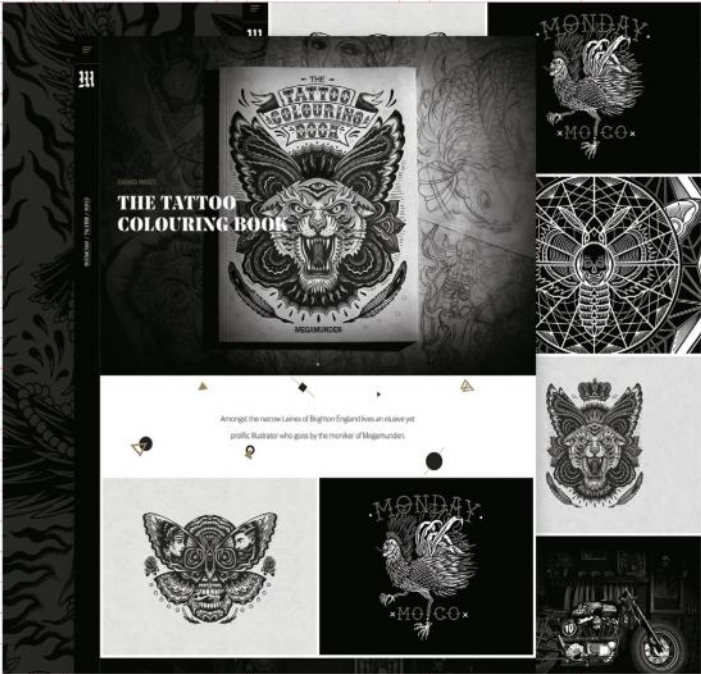 MONDAY
MO CO
THE
TATTOO
COLOURING
BOOK
THE TATTOO
COLOURING BOOK
MEGAMUNDEN
Amongst the narrow Laines of Brighton England lives an elusive yet
prolific illustrator who goes by the moniker of Megamunden.
MONDAY
MO CO
10